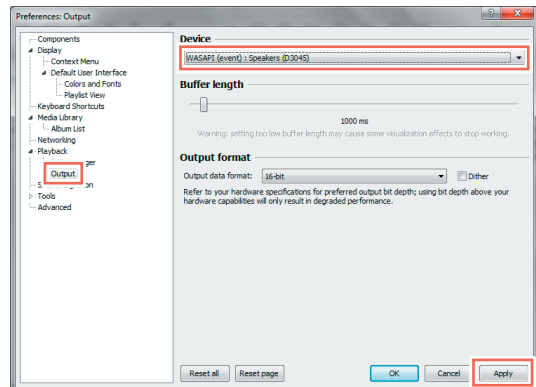 Preferences: Output
Components
Display
Context Menu
Default User Interface
Colors and Fonts
Playlist View
Keyboard Shortcuts
Media Library
Album List
Networking
Playback
Output
Tools
Advanced
Device
WASAPI (event) : Speakers (D3045)
Buffer length
1000 ms
Warning: setting too low buffer length may cause some visualization effects to stop working.
Output format
Output data format: 16-bit Dither
Refer to your hardware specifications for preferred output bit depth; using bit depth above your
hardware capabilities will only result in degraded performance.
Reset all Reset page OK Cancel Apply